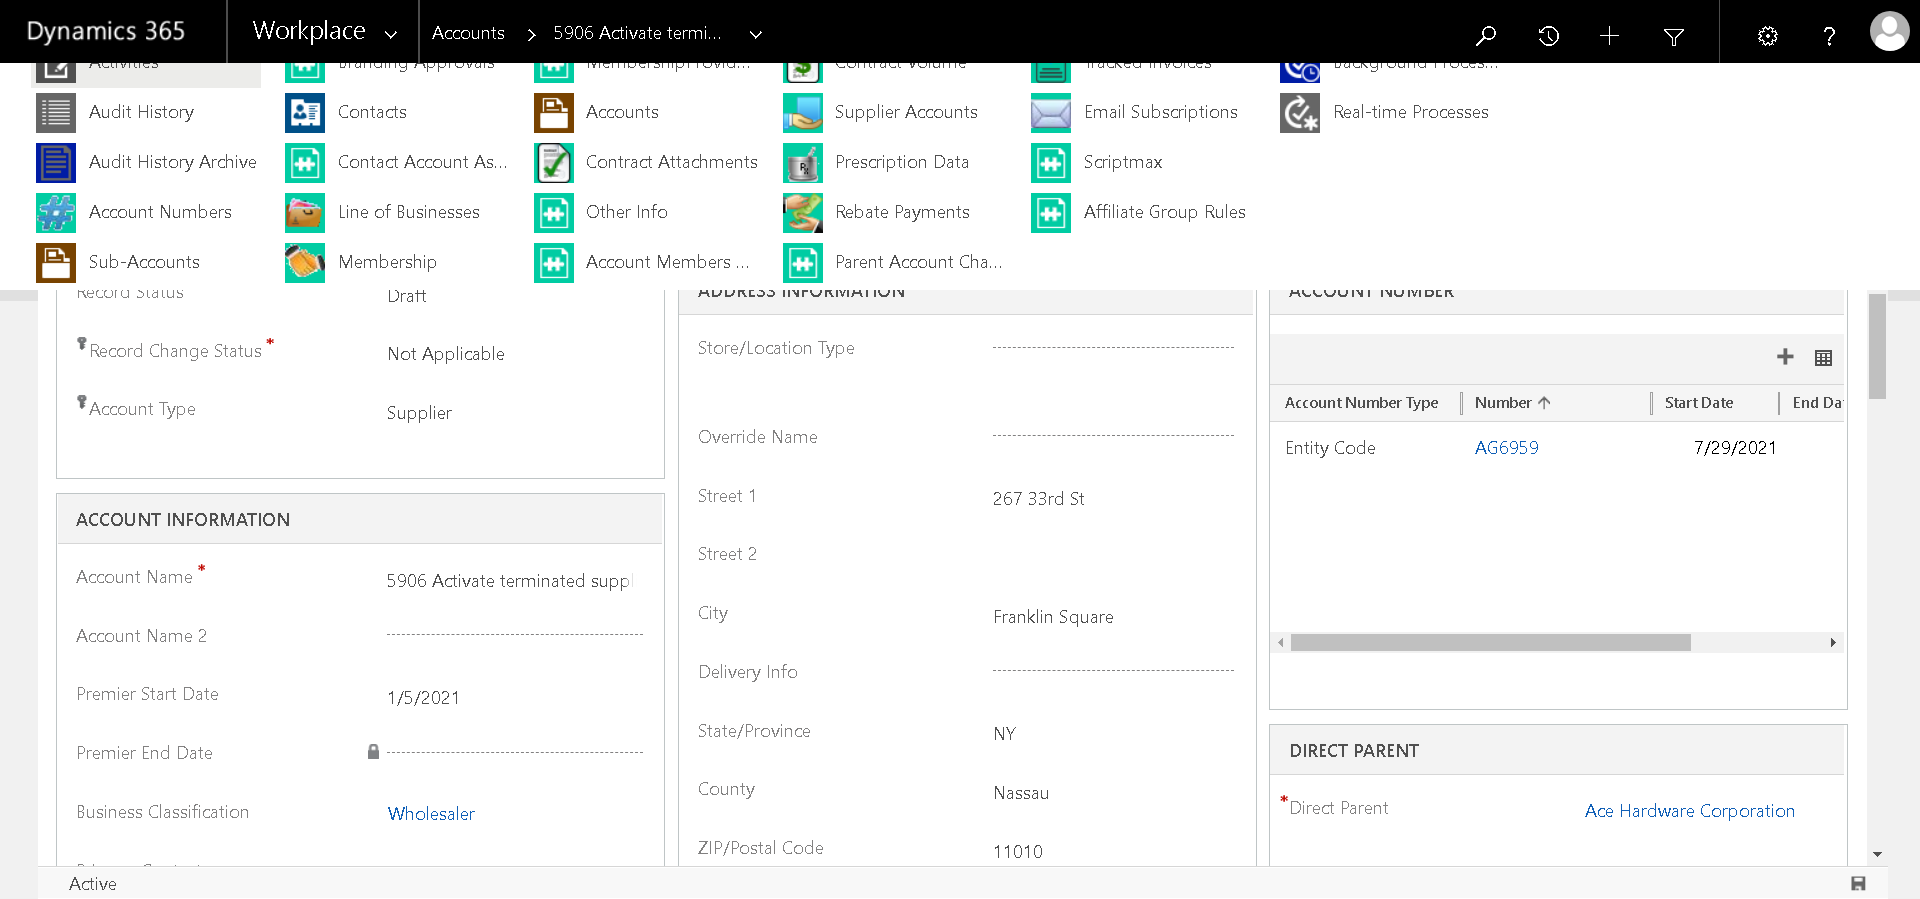 Dynamics 365 Workplace Accounts 5906 Activate termi...
Activities Branding Approvals MembershipProvid... Contract Volume Tracked Invoices Background Proces...
Audit History Contacts Accounts Supplier Accounts Email Subscriptions Real-time Processes
Audit History Archive Contact Account As... Contract Attachments Prescription Data Scriptmax
Account Numbers Line of Businesses Other Info Rebate Payments Affiliate Group Rules
Sub-Accounts Membership Account Members ... Parent Account Cha...
Record Status Draft
Record Change Status * Not Applicable
Account Type Supplier
ACCOUNT INFORMATION
Account Name * 5906 Activate terminated suppl
Account Name 2
Premier Start Date 1/5/2021
Premier End Date
Business Classification Wholesaler
ADDRESS INFORMATION
Store/Location Type
Override Name
Street 1 267 33rd St
Street 2
City Franklin Square
Delivery Info
State/Province NY
County Nassau
ZIP/Postal Code 11010
ACCOUNT NUMBER
Account Number Type Number Start Date End Da
Entity Code AG6959 7/29/2021
DIRECT PARENT
* Direct Parent Ace Hardware Corporation
Active